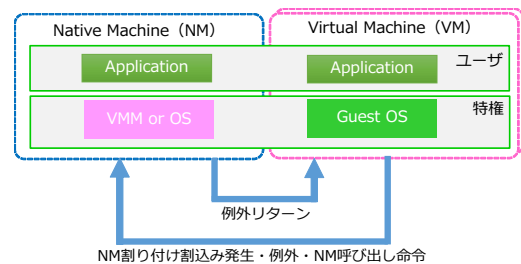 Native Machine（NM）
Virtual Machine（VM）
ユーザ
Application
Application
特権
VMM or OS
Guest OS
例外リターン
NM割り付け割込み発生・例外・NM呼び出し命令